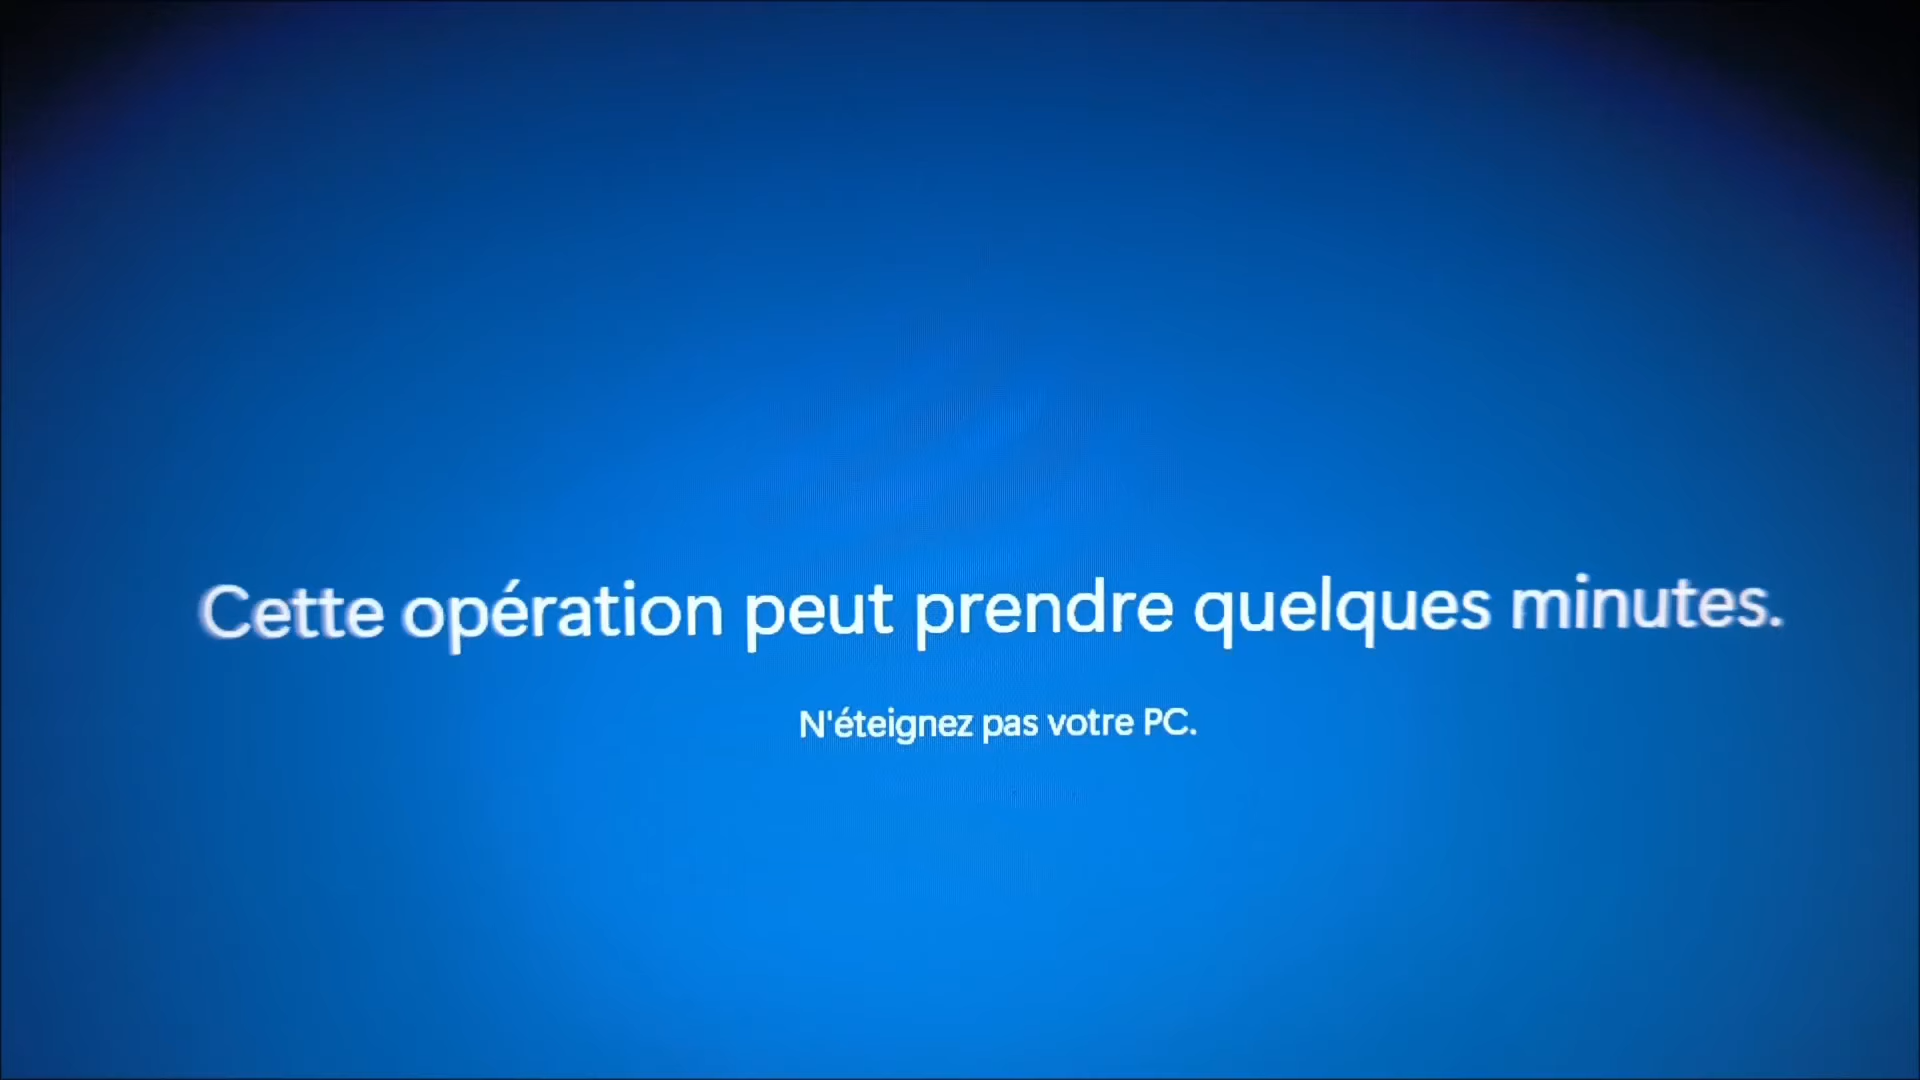 Cette opération peut prendre quelques minutes.
N'éteignez pas votre PC.